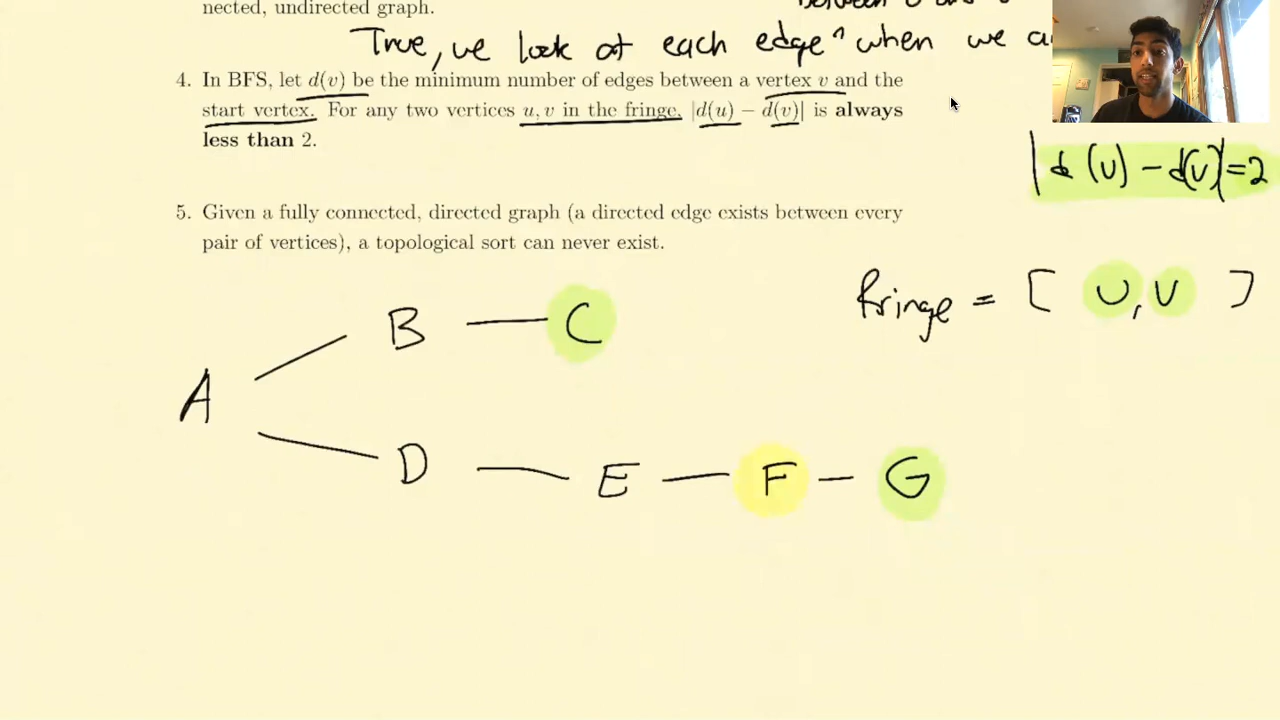 nected, undirected graph.
between
True, we look at each edge ^ when we a
4. In BFS, let d(v) be the minimum number of edges between a vertex v and the
start vertex. For any two vertices u, v in the fringe, |d(u) − d(v)| is always
less than 2.
|d(u) - d(v)| = 2
5. Given a fully connected, directed graph (a directed edge exists between every
pair of vertices), a topological sort can never exist.
fringe = [ U, V ]
B C
A
D E F G